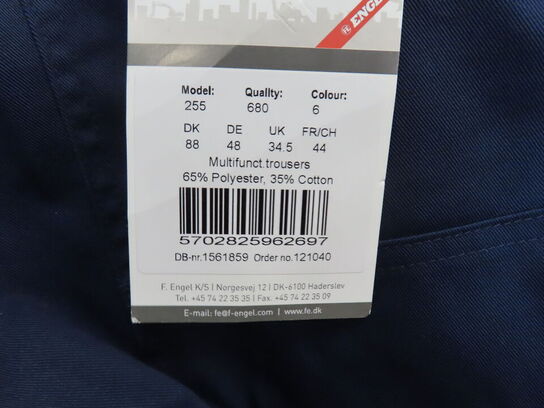 FE ENGEL
Model: Quality: Colour:
255 680 6
DK DE UK FR/CH
88 48 34.5 44
Multifunct.trousers
65% Polyester, 35% Cotton
5702825962697
DB-nr.1561859 Order no.121040
F. Engel K/S | Norgesvej 12 | DK-6100 Haderslev
Tel. +45 74 22 35 35 | Fax. +45 74 22 35 09
E-mail: fe@f-engel.com | www.fe.dk